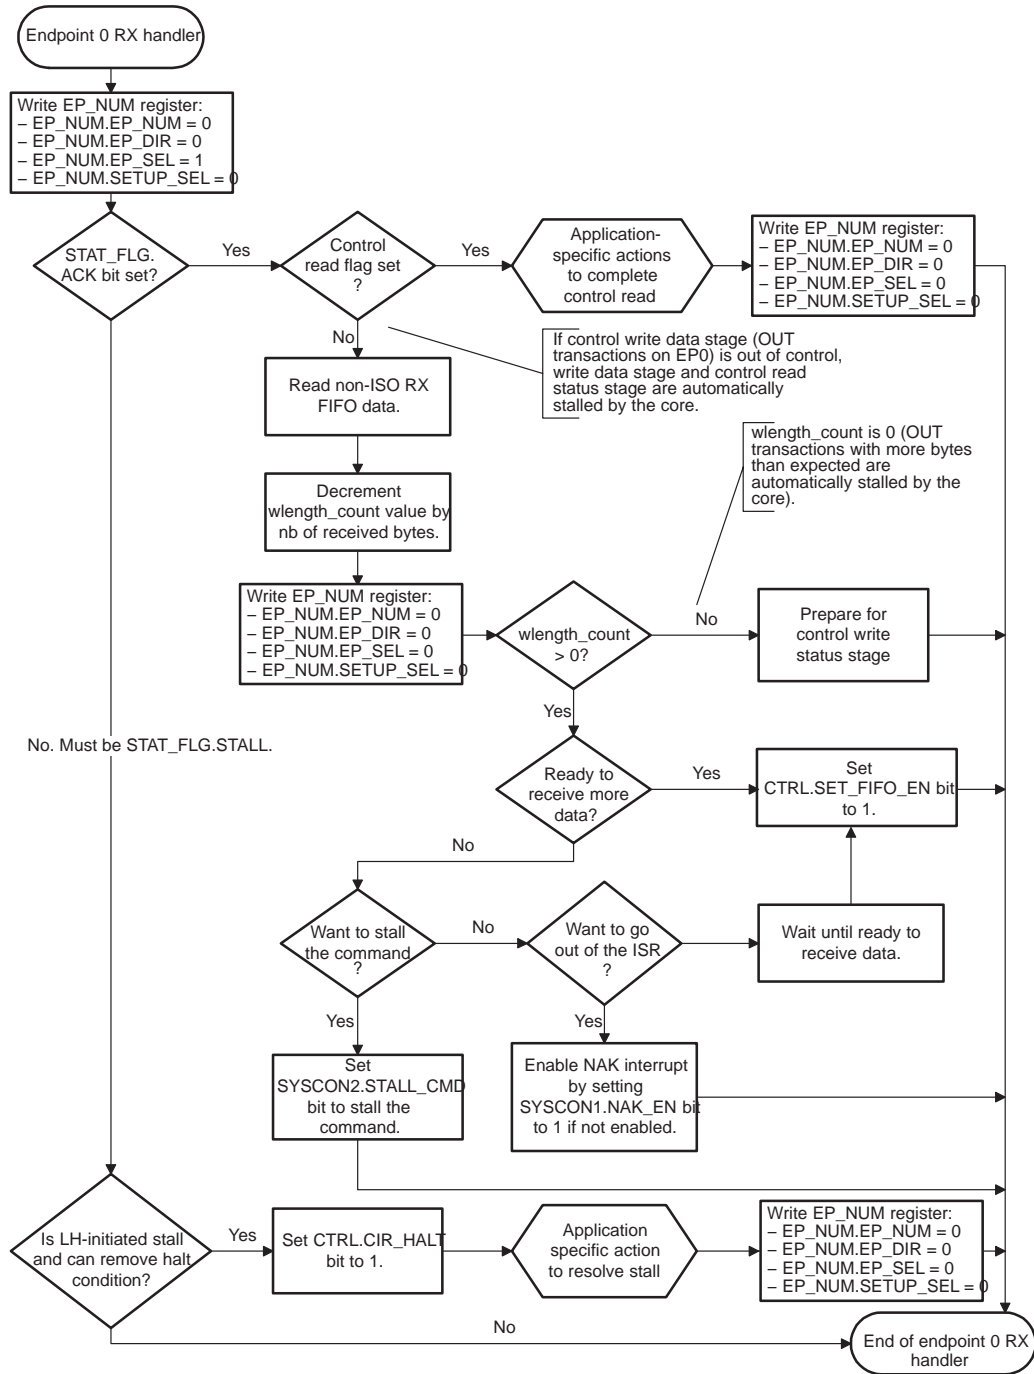 Endpoint 0 RX handler
Write EP_NUM register:
– EP_NUM.EP_NUM = 0
– EP_NUM.EP_DIR = 0
– EP_NUM.EP_SEL = 1
– EP_NUM.SETUP_SEL = 0
STAT_FLG.
ACK bit set?
Yes
Control
read flag set
?
Yes
Application-
specific actions
to complete
control read
Write EP_NUM register:
– EP_NUM.EP_NUM = 0
– EP_NUM.EP_DIR = 0
– EP_NUM.EP_SEL = 0
– EP_NUM.SETUP_SEL = 0
No
If control write data stage (OUT
transactions on EP0) is out of control,
write data stage and control read
status stage are automatically
stalled by the core.
Read non-ISO RX
FIFO data.
wlength_count is 0 (OUT
transactions with more bytes
than expected are
automatically stalled by the
core).
Decrement
wlength_count value by
nb of received bytes.
Write EP_NUM register:
– EP_NUM.EP_NUM = 0
– EP_NUM.EP_DIR = 0
– EP_NUM.EP_SEL = 0
– EP_NUM.SETUP_SEL = 0
wlength_count
> 0?
No
Prepare for
control write
status stage
Yes
No. Must be STAT_FLG.STALL.
Ready to
receive more
data?
Yes
Set
CTRL.SET_FIFO_EN bit
to 1.
No
Want to stall
the command
?
No
Want to go
out of the ISR
?
Wait until ready to
receive data.
Yes
Yes
Set
SYSCON2.STALL_CMD
bit to stall the
command.
Enable NAK interrupt
by setting
SYSCON1.NAK_EN bit
to 1 if not enabled.
Is LH-initiated stall
and can remove halt
condition?
Yes
Set CTRL.CIR_HALT
bit to 1.
Application
specific action
to resolve stall
Write EP_NUM register:
– EP_NUM.EP_NUM = 0
– EP_NUM.EP_DIR = 0
– EP_NUM.EP_SEL = 0
– EP_NUM.SETUP_SEL = 0
No
End of endpoint 0 RX
handler